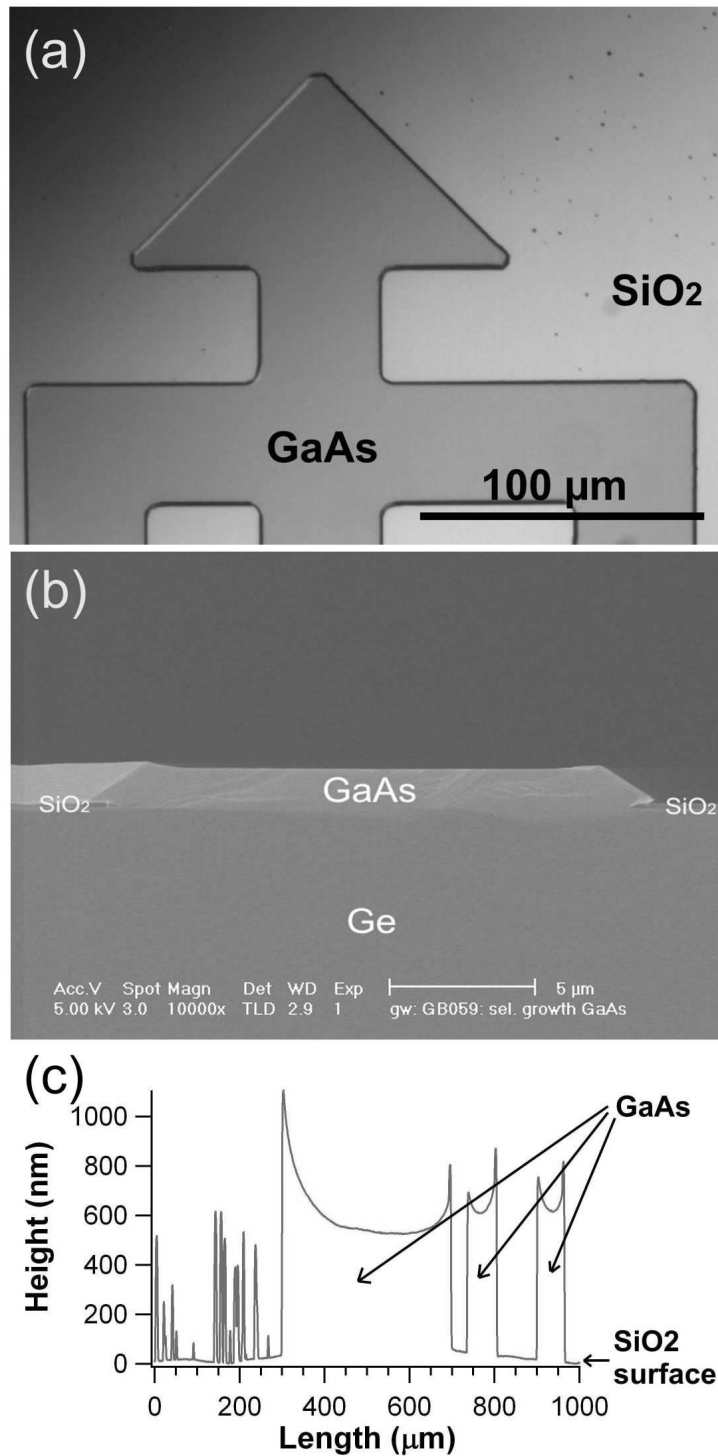 (a)
SiO2
GaAs
100 μm
(b)
GaAs
SiO2
SiO2
Ge
Acc.V Spot Magn Det WD Exp
5.00 kV 3.0 10000x TLD 2.9 1
5 μm
gw: GB059: sel. growth GaAs
(c)
GaAs
1000
800
600
400
200
0
Height (nm)
SiO2
surface
0 200 400 600 800 1000
Length (μm)